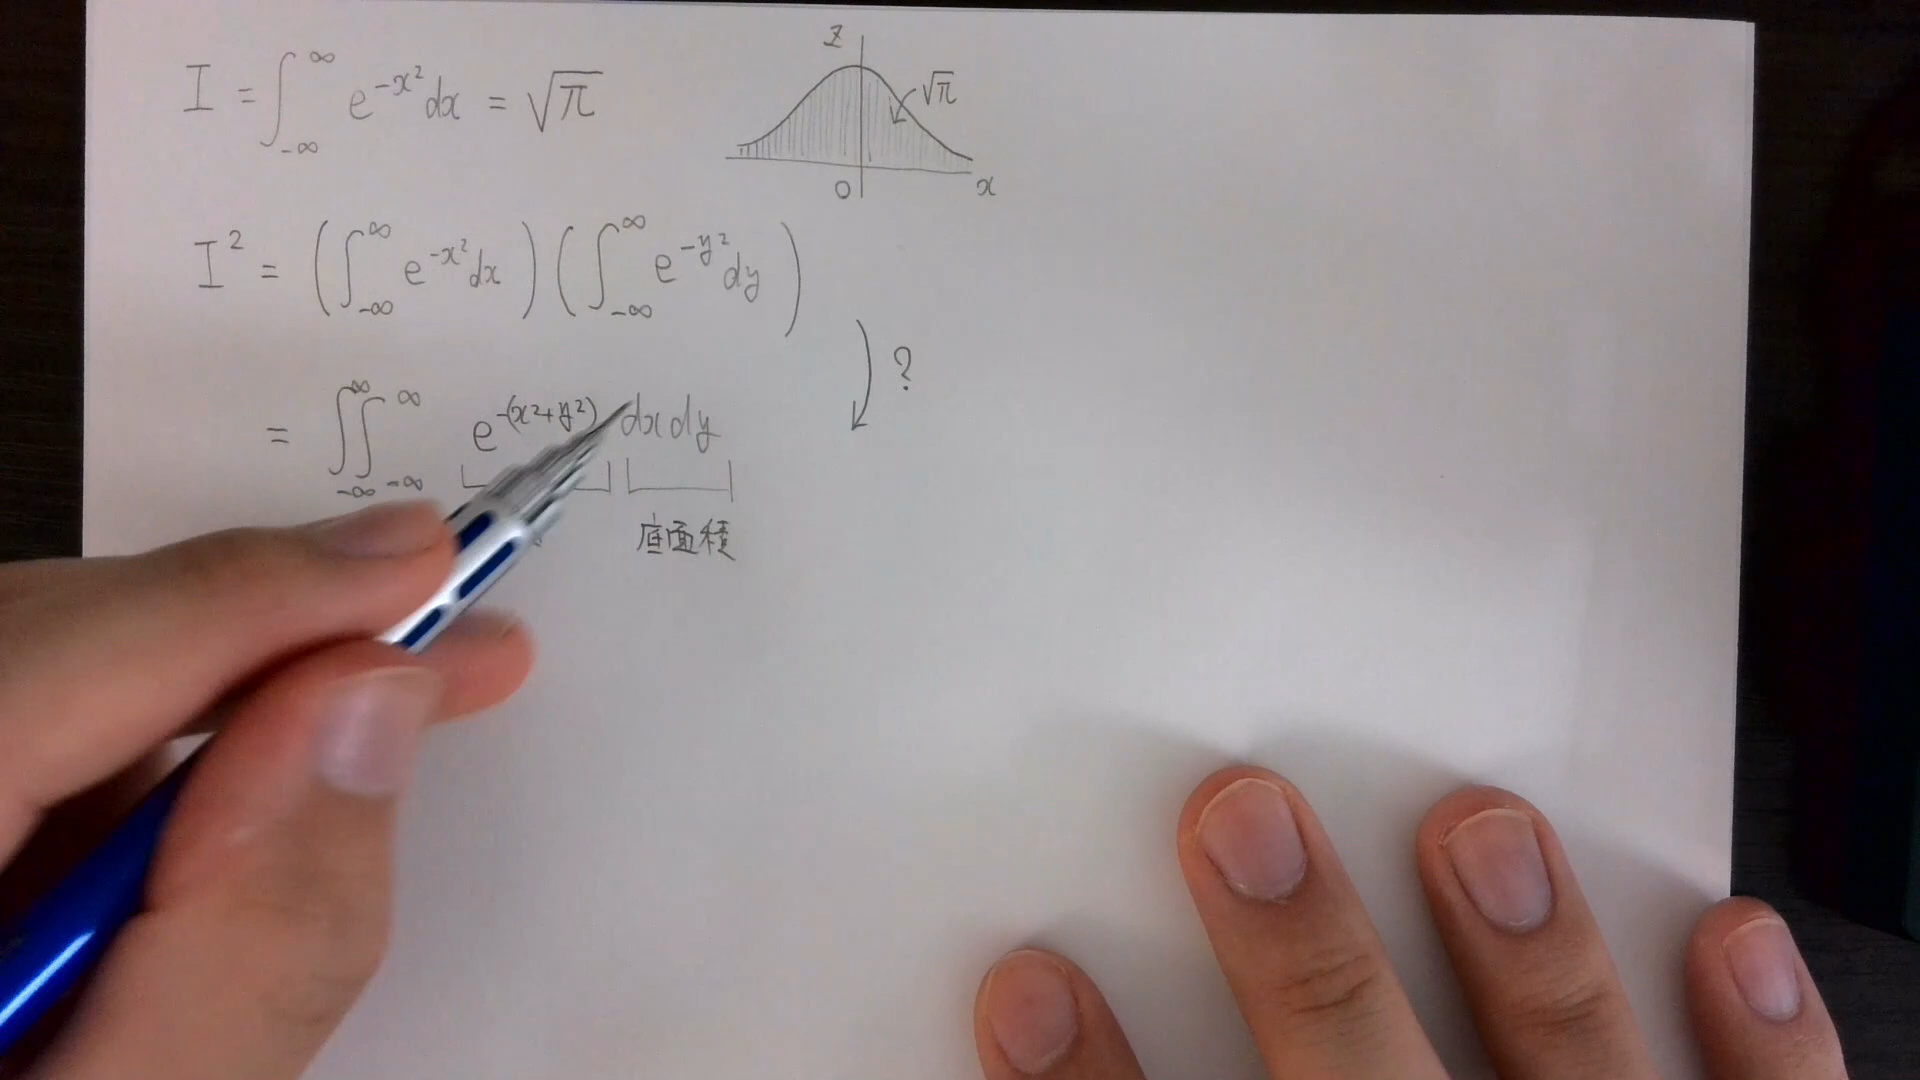 I = ∫_{-∞}^{∞} e^{-x²} dx = √π
z
√π
0
x
I² = (∫_{-∞}^{∞} e^{-x²} dx)(∫_{-∞}^{∞} e^{-y²} dy)
?
= ∫_{-∞}^{∞}∫_{-∞}^{∞} e^{-(x²+y²)} dx dy
底面積